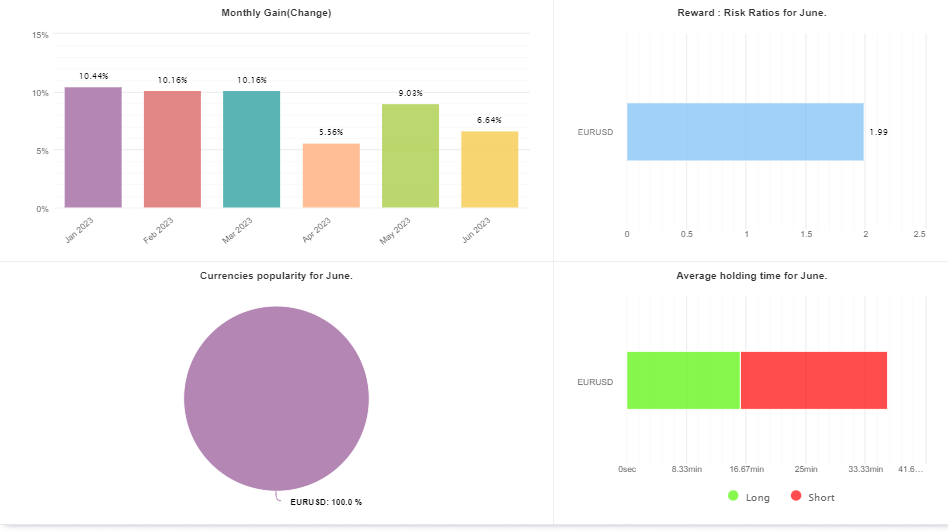 Monthly Gain(Change)
15%
10%
5%
0%
10.44%
10.16%
10.16%
5.56%
9.03%
6.64%
Jan 2023
Feb 2023
Mar 2023
Apr 2023
May 2023
Jun 2023
Reward : Risk Ratios for June.
EURUSD
1.99
0 0.5 1 1.5 2 2.5
Currencies popularity for June.
EURUSD: 100.0 %
Average holding time for June.
EURUSD
0sec 8.33min 16.67min 25min 33.33min 41.6…
Long Short